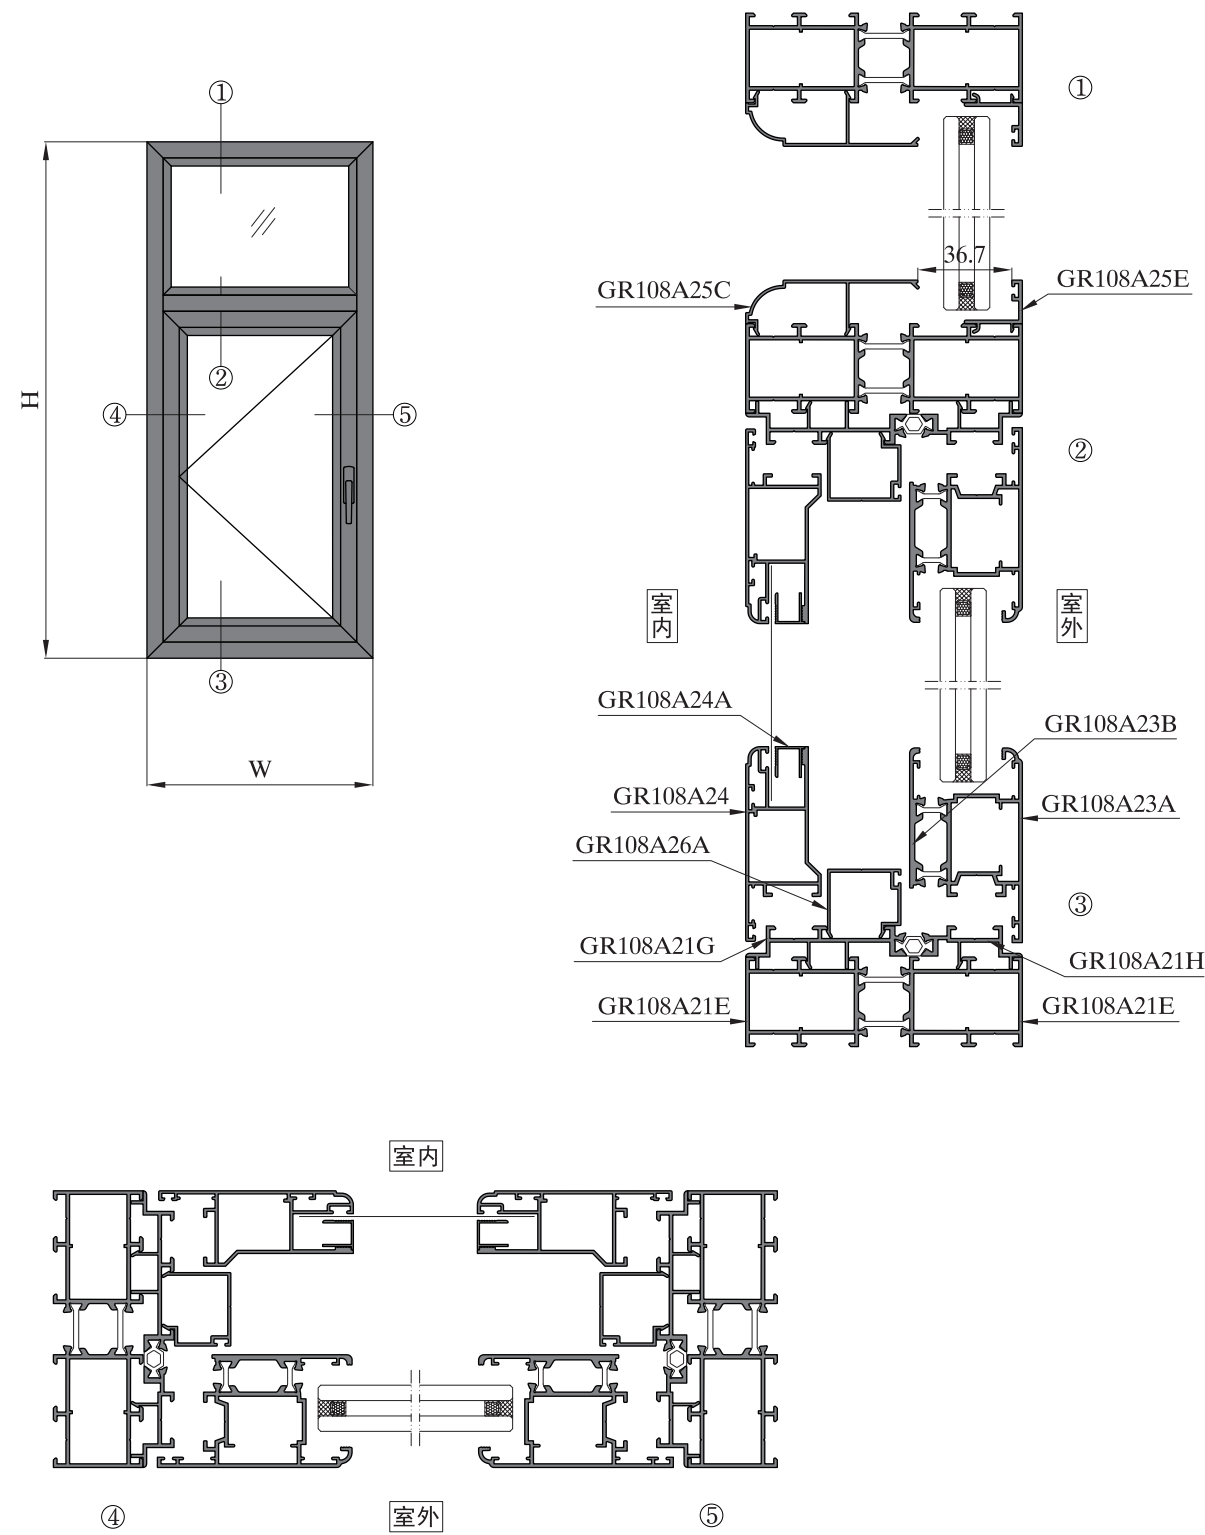 ①
①
36.7
GR108A25C
GR108A25E
②
H
④
⑤
②
室内
室外
③
GR108A24A
GR108A23B
W
GR108A24
GR108A23A
GR108A26A
③
GR108A21G
GR108A21H
GR108A21E
GR108A21E
室内
④
室外
⑤